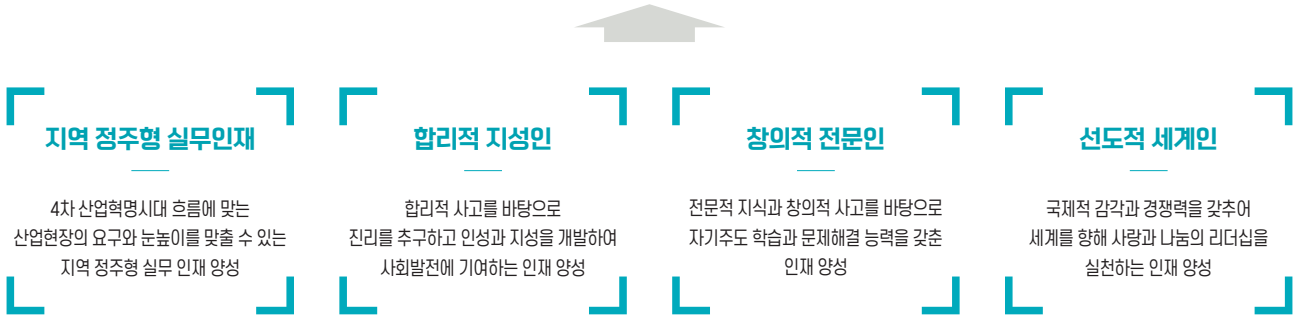 지역 정주형 실무인재
4차 산업혁명시대 흐름에 맞는
산업현장의 요구와 눈높이를 맞출 수 있는
지역 정주형 실무 인재 양성
합리적 지성인
합리적 사고를 바탕으로
진리를 추구하고 인성과 지성을 개발하여
사회발전에 기여하는 인재 양성
창의적 전문인
전문적 지식과 창의적 사고를 바탕으로
자기주도 학습과 문제해결 능력을 갖춘
인재 양성
선도적 세계인
국제적 감각과 경쟁력을 갖추어
세계를 향해 사랑과 나눔의 리더십을
실천하는 인재 양성